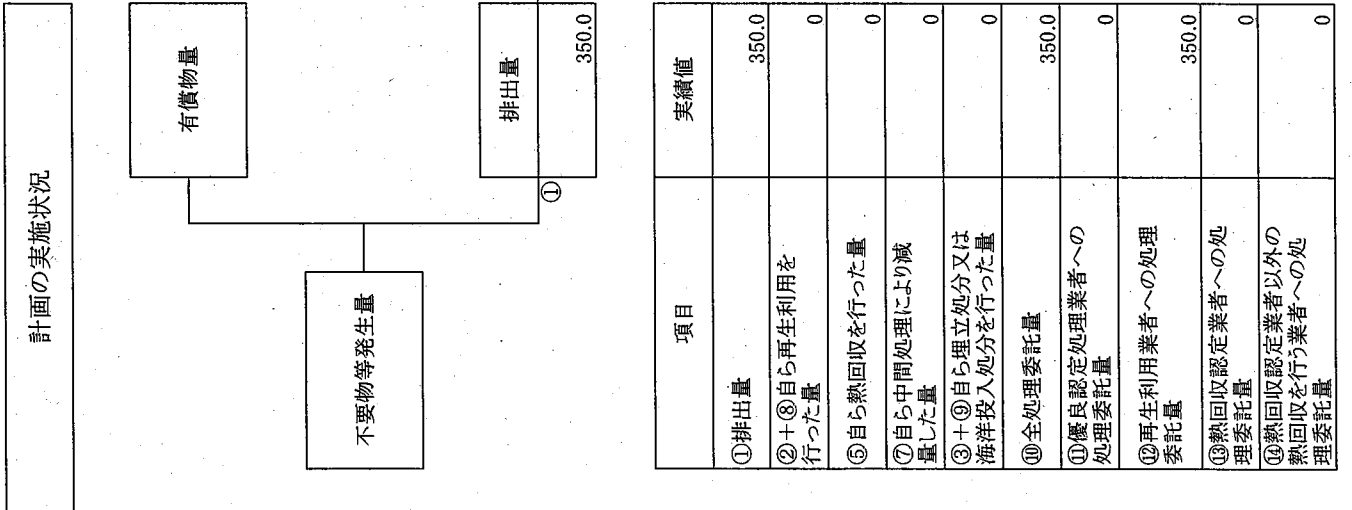 計画の実施状況
不要物等発生量
有償物量
①
排出量
350.0
項目
実績値
①排出量
350.0
②+⑧自ら再生利用を
行った量
0
⑤自ら熱回収を行った量
0
⑦自ら中間処理により減
量した量
0
③+⑨自ら埋立処分又は
海洋投入処分を行った量
0
⑩全処理委託量
350.0
⑪優良認定処理業者への
処理委託量
0
⑫再生利用業者への処理
委託量
350.0
⑬熱回収認定業者への処
理委託量
0
⑭熱回収認定業者以外の
熱回収を行う業者への処
理委託量
0